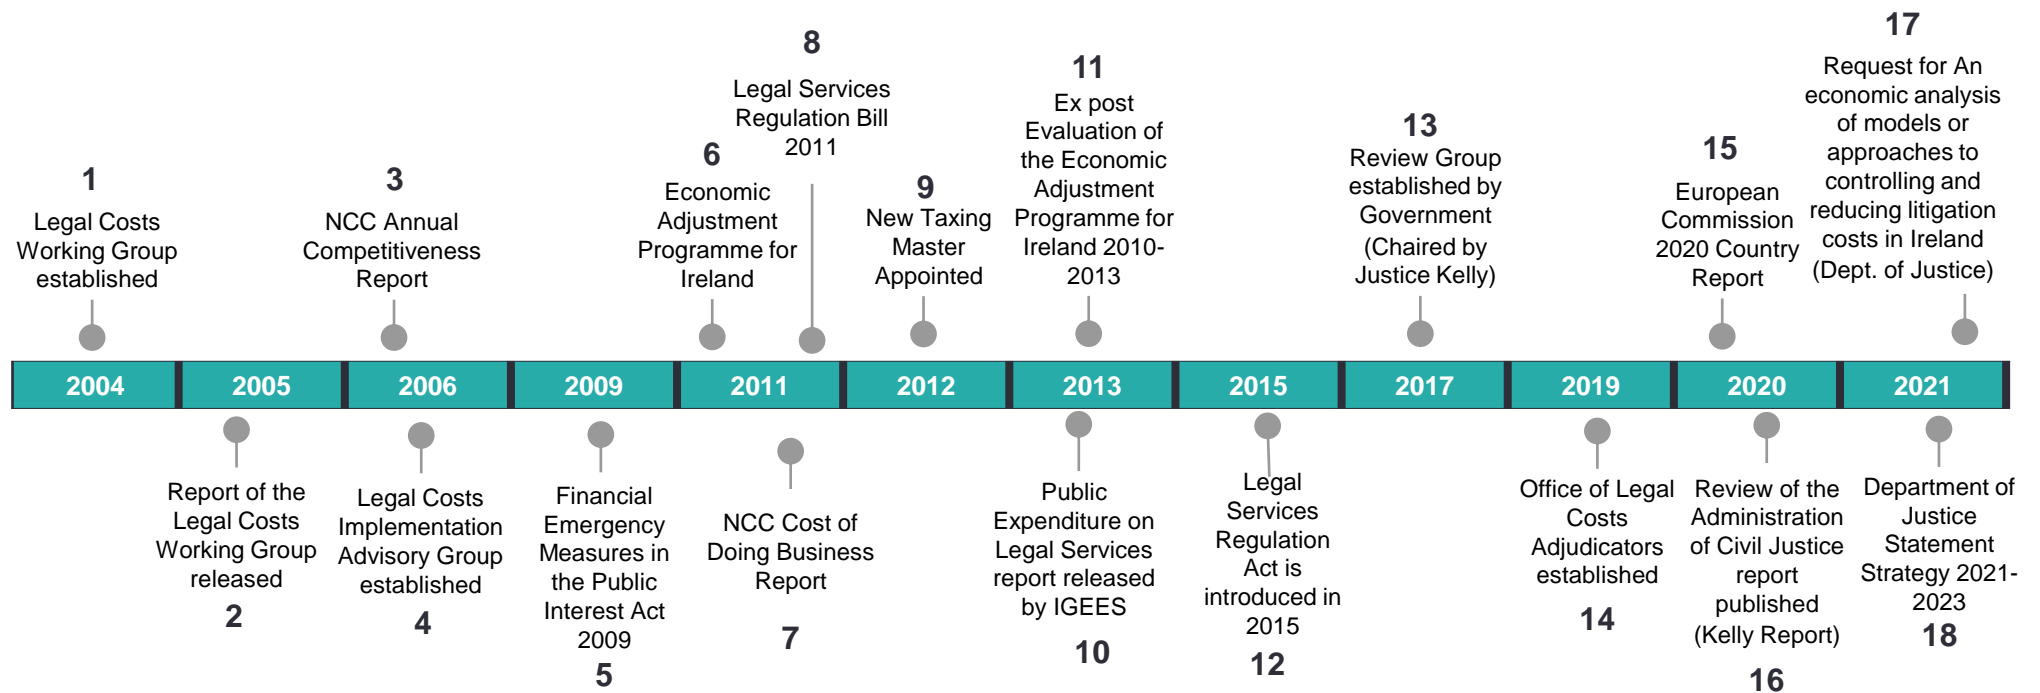 1
Legal Costs
Working Group
established
3
NCC Annual
Competitiveness
Report
6
Economic
Adjustment
Programme for
Ireland
8
Legal Services
Regulation Bill
2011
9
New Taxing
Master
Appointed
11
Ex post
Evaluation of
the Economic
Adjustment
Programme for
Ireland 2010-
2013
13
Review Group
established by
Government
(Chaired by
Justice Kelly)
15
European
Commission
2020 Country
Report
17
Request for An
economic analysis
of models or
approaches to
controlling and
reducing litigation
costs in Ireland
(Dept. of Justice)
2004 2005 2006 2009 2011 2012 2013 2015 2017 2019 2020 2021
Report of the
Legal Costs
Working Group
released
2
Legal Costs
Implementation
Advisory Group
established
4
Financial
Emergency
Measures in
the Public
Interest Act
2009
5
NCC Cost of
Doing Business
Report
7
Public
Expenditure on
Legal Services
report released
by IGEES
10
Legal
Services
Regulation
Act is
introduced in
2015
12
Office of Legal
Costs
Adjudicators
established
14
Review of the
Administration
of Civil Justice
report
published
(Kelly Report)
16
Department of
Justice
Statement
Strategy 2021-
2023
18